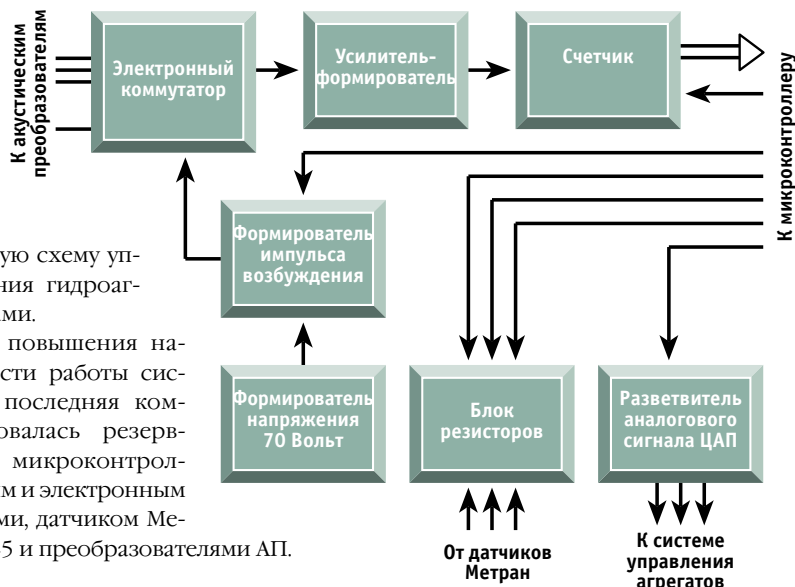 К акустическим
преобразователям
Электронный
коммутатор
Усилитель-
формирователь
Счетчик
К микроконтроллеру
Формирователь
импульса
возбуждения
Формирователь
напряжения
70 Вольт
Блок
резисторов
Разветвитель
аналогового
сигнала ЦАП
От датчиков
Метран
К системе
управления
агрегатов
ую схему уп-
ния гидроаг-
ами.
повышения на-
сти работы сис-
последняя ком-
овалась резерв-
микроконтрол-
м и электронным
ми, датчиком Ме-
5 и преобразователями АП.